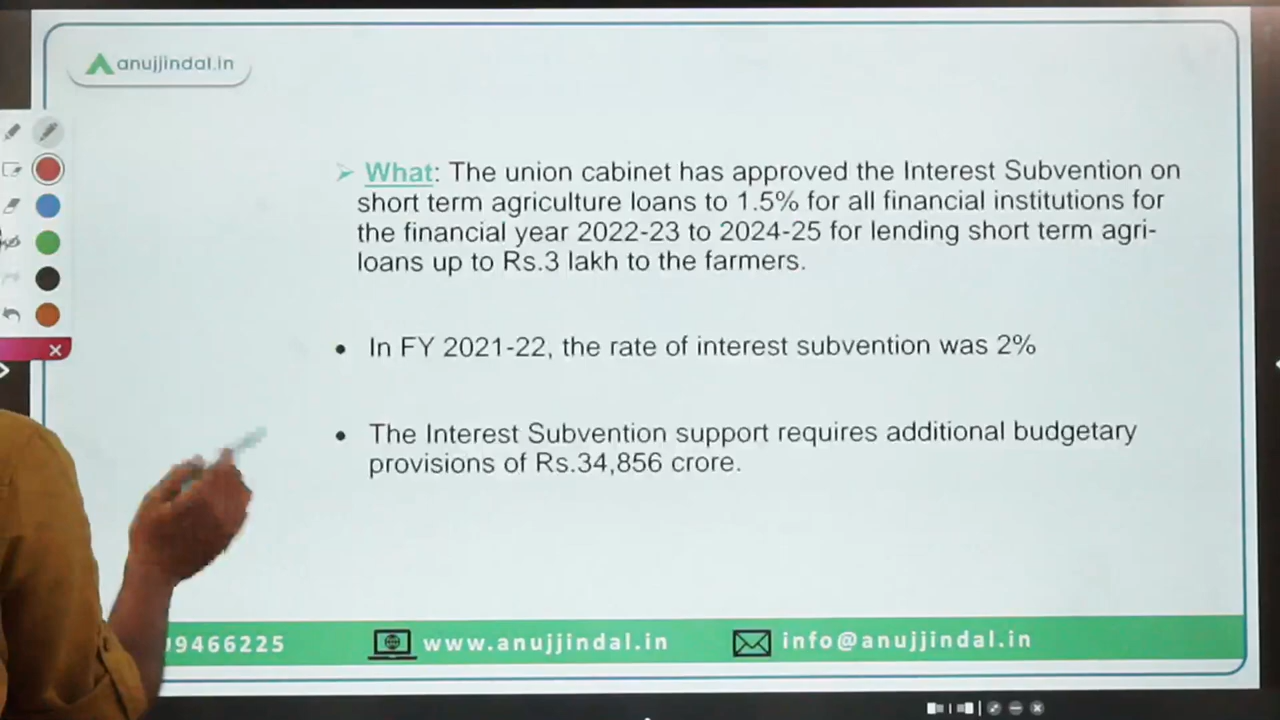 anujjindal.in
➢ What: The union cabinet has approved the Interest Subvention on
short term agriculture loans to 1.5% for all financial institutions for
the financial year 2022-23 to 2024-25 for lending short term agri-
loans up to Rs.3 lakh to the farmers.
• In FY 2021-22, the rate of interest subvention was 2%
• The Interest Subvention support requires additional budgetary
provisions of Rs.34,856 crore.
9466225
www.anujjindal.in
info@anujjindal.in